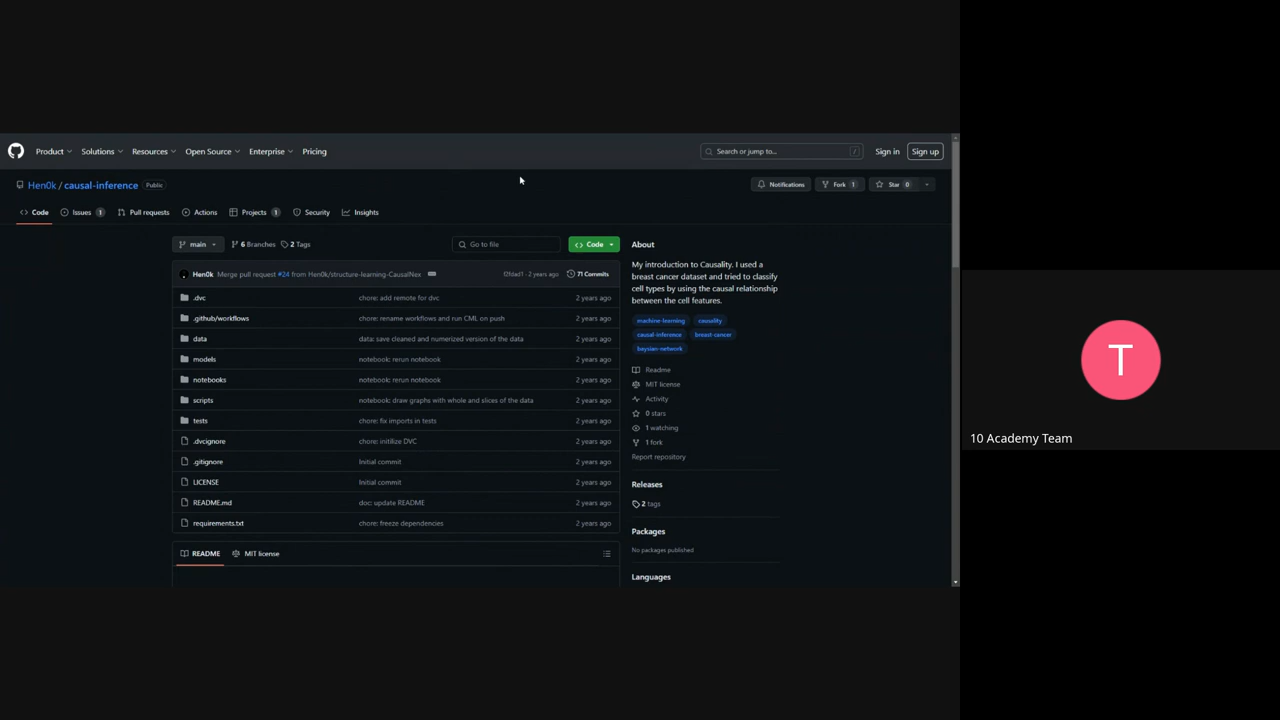 Product Solutions Resources Open Source Enterprise Pricing Search or jump to... / Sign in Sign up
Hen0k / causal-inference Public Notifications Fork 1 Star 0
Code Issues 1 Pull requests Actions Projects 1 Security Insights
main 6 Branches 2 Tags Go to file Code
Hen0k Merge pull request #24 from Hen0k/structure-learning-CausalNex · 2 years ago 71 Commits
.dvc chore: add remote for dvc 2 years ago
.github/workflows chore: rename workflows and run CML on push 2 years ago
data data: save cleaned and numerized version of the data 2 years ago
models notebook: rerun notebook 2 years ago
notebooks notebook: rerun notebook 2 years ago
scripts notebook: draw graphs with whole and slices of the data 2 years ago
tests chore: fix imports in tests 2 years ago
.dvcignore chore: initilize DVC 2 years ago
.gitignore Initial commit 2 years ago
LICENSE Initial commit 2 years ago
README.md doc: update README 2 years ago
requirements.txt chore: freeze dependencies 2 years ago
README MIT license
About
My introduction to Causality. I used a
breast cancer dataset and tried to classify
cell types by using the causal relationship
between the cell features.
machine-learning causality
causal-inference breast-cancer
baysian-network
Readme
MIT license
Activity
0 stars
1 watching
1 fork
Report repository
Releases
2 tags
Packages
No packages published
Languages
T
10 Academy Team